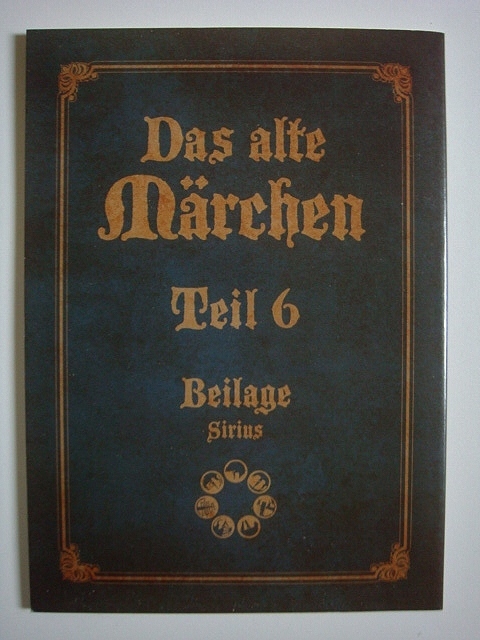 Das alte
Märchen
Teil 6
Beilage
Sirius